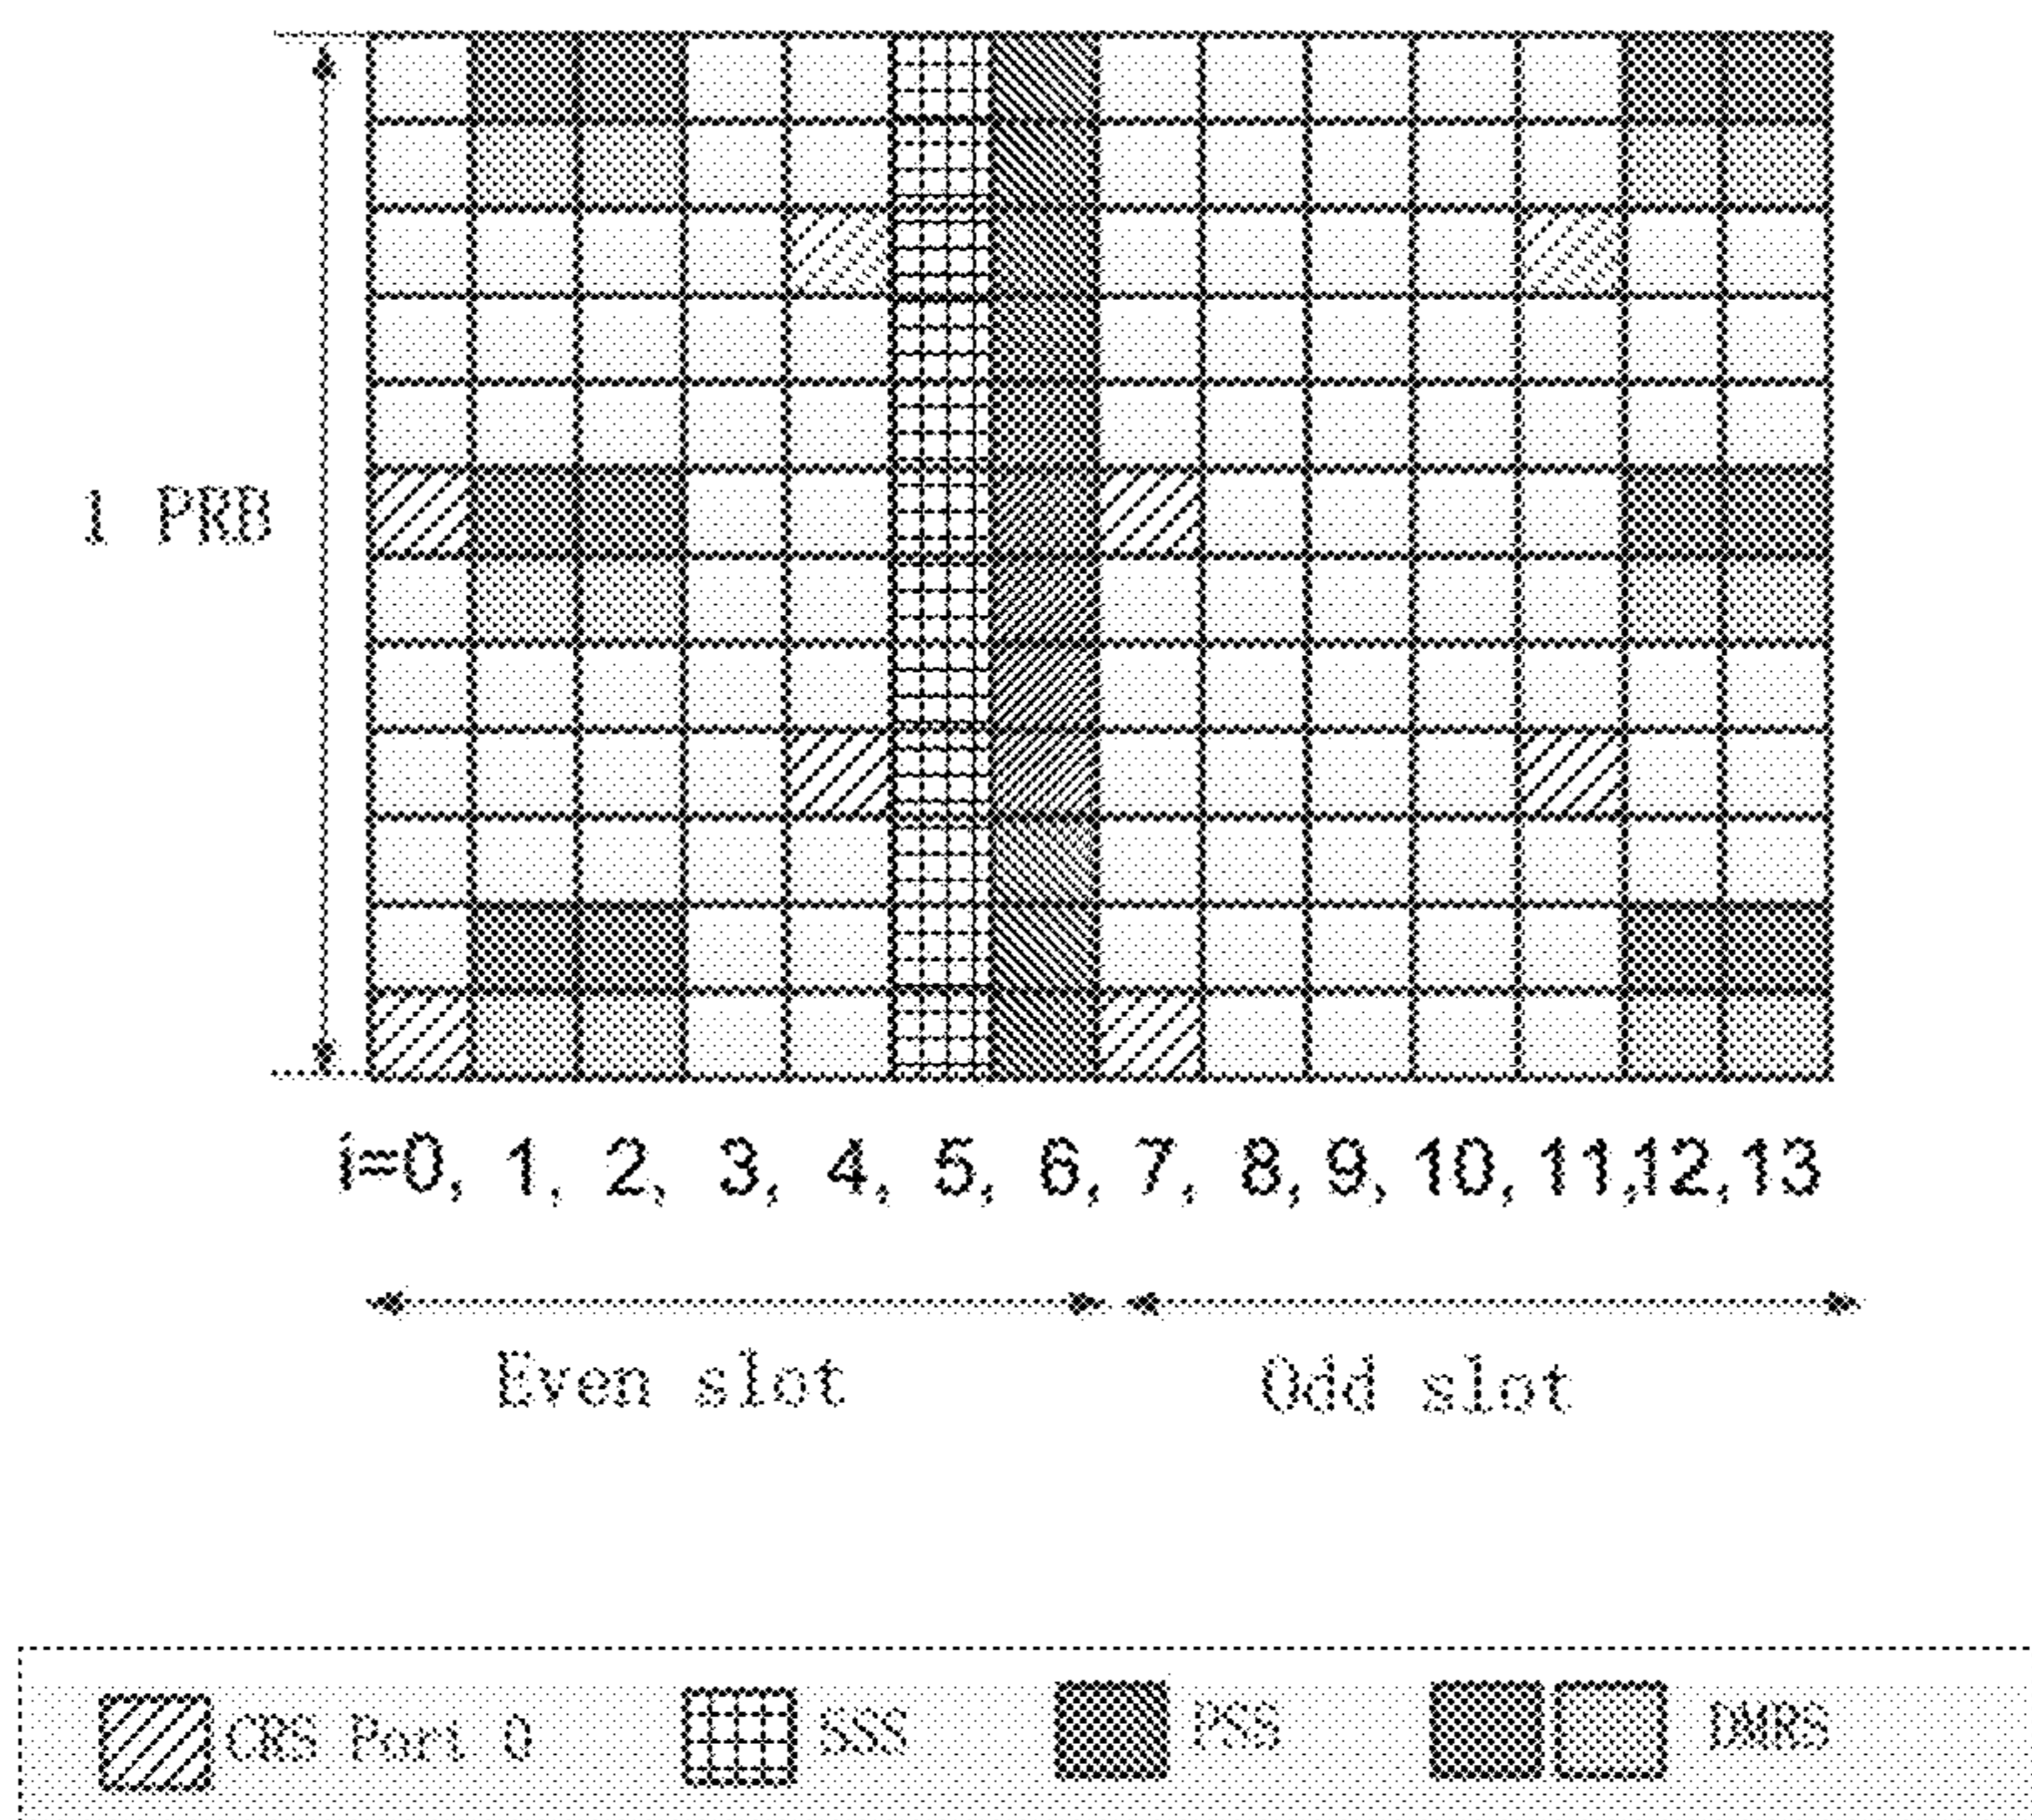 1 PRB
i=0, 1, 2, 3, 4, 5, 6, 7, 8, 9, 10, 11,12,13
Even slot
Odd slot
CRS Port 0
SSS
PSS
DMRS